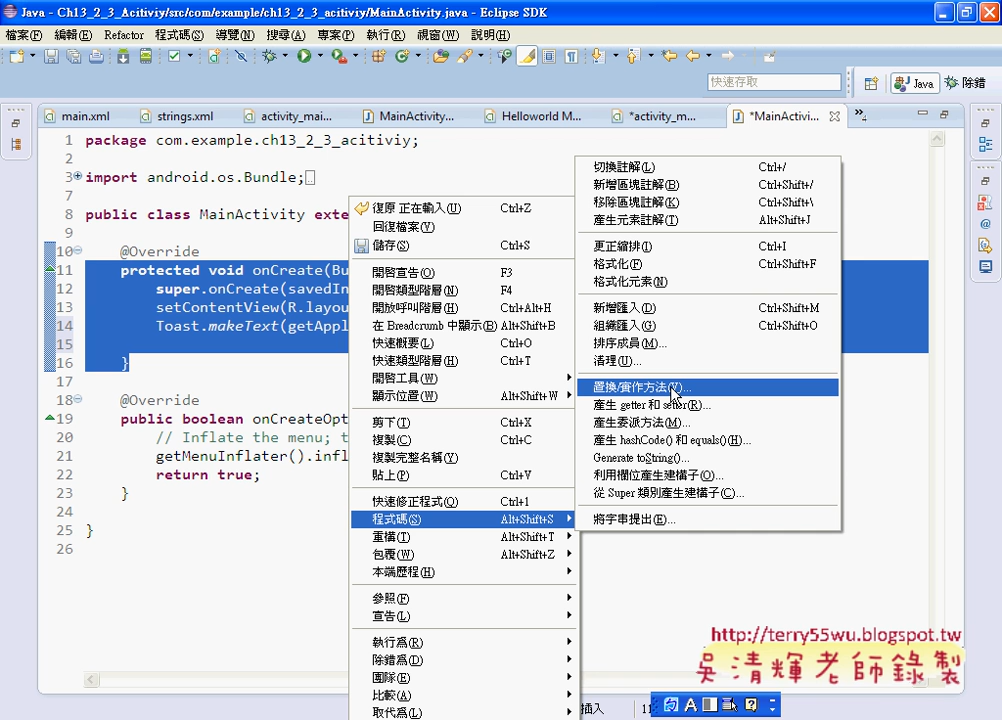 Java - Ch13_2_3_Acitiviy/src/com/example/ch13_2_3_acitiviy/MainActivity.java - Eclipse SDK
檔案(F) 編輯(E) Refactor 程式碼(S) 導覽(N) 搜尋(A) 專案(P) 執行(R) 視窗(W) 說明(H)
快速存取 Java 除錯
main.xml strings.xml activity_mai... MainActivity... Helloworld M... *activity_m... *MainActivi...
1 package com.example.ch13_2_3_acitiviy;
2
3 import android.os.Bundle;
7
8 public class MainActivity exte
9
10 @Override
11 protected void onCreate(Bu
12 super.onCreate(savedIn
13 setContentView(R.layou
14 Toast.makeText(getAppl
15
16 }
17
18 @Override
19 public boolean onCreateOpt
20 // Inflate the menu; t
21 getMenuInflater().infl
22 return true;
23 }
24
25 }
26
復原 正在輸入(U) Ctrl+Z
回復檔案(Y)
儲存(S) Ctrl+S
開啟宣告(O) F3
開啟類型階層(N) F4
開放呼叫階層(H) Ctrl+Alt+H
在 Breadcrumb 中顯示(B) Alt+Shift+B
快速概要(L) Ctrl+O
快速類型階層(H) Ctrl+T
開啟工具(W)
顯示位置(W) Alt+Shift+W
剪下(T) Ctrl+X
複製(C) Ctrl+C
複製完整名稱(Y)
貼上(P) Ctrl+V
快速修正程式(Q) Ctrl+1
程式碼(S) Alt+Shift+S
重構(T) Alt+Shift+T
包覆(W) Alt+Shift+Z
本端歷程(H)
參照(F)
宣告(L)
執行為(R)
除錯為(D)
團隊(E)
比較(A)
取代為(L)
切換註解(L) Ctrl+/
新增區塊註解(B) Ctrl+Shift+/
移除區塊註解(K) Ctrl+Shift+\
產生元素註解(T) Alt+Shift+J
更正縮排(I) Ctrl+I
格式化(F) Ctrl+Shift+F
格式化元素(N)
新增匯入(D) Ctrl+Shift+M
組織匯入(G) Ctrl+Shift+O
排序成員(M)...
清理(U)...
置換/實作方法(V)...
產生 getter 和 setter(R)...
產生委派方法(M)...
產生 hashCode() 和 equals()(H)...
Generate toString()...
利用欄位產生建構子(O)...
從 Super 類別產生建構子(C)...
將字串提出(E)...
http://terry55wu.blogspot.tw
吳清輝老師錄製
插入 11